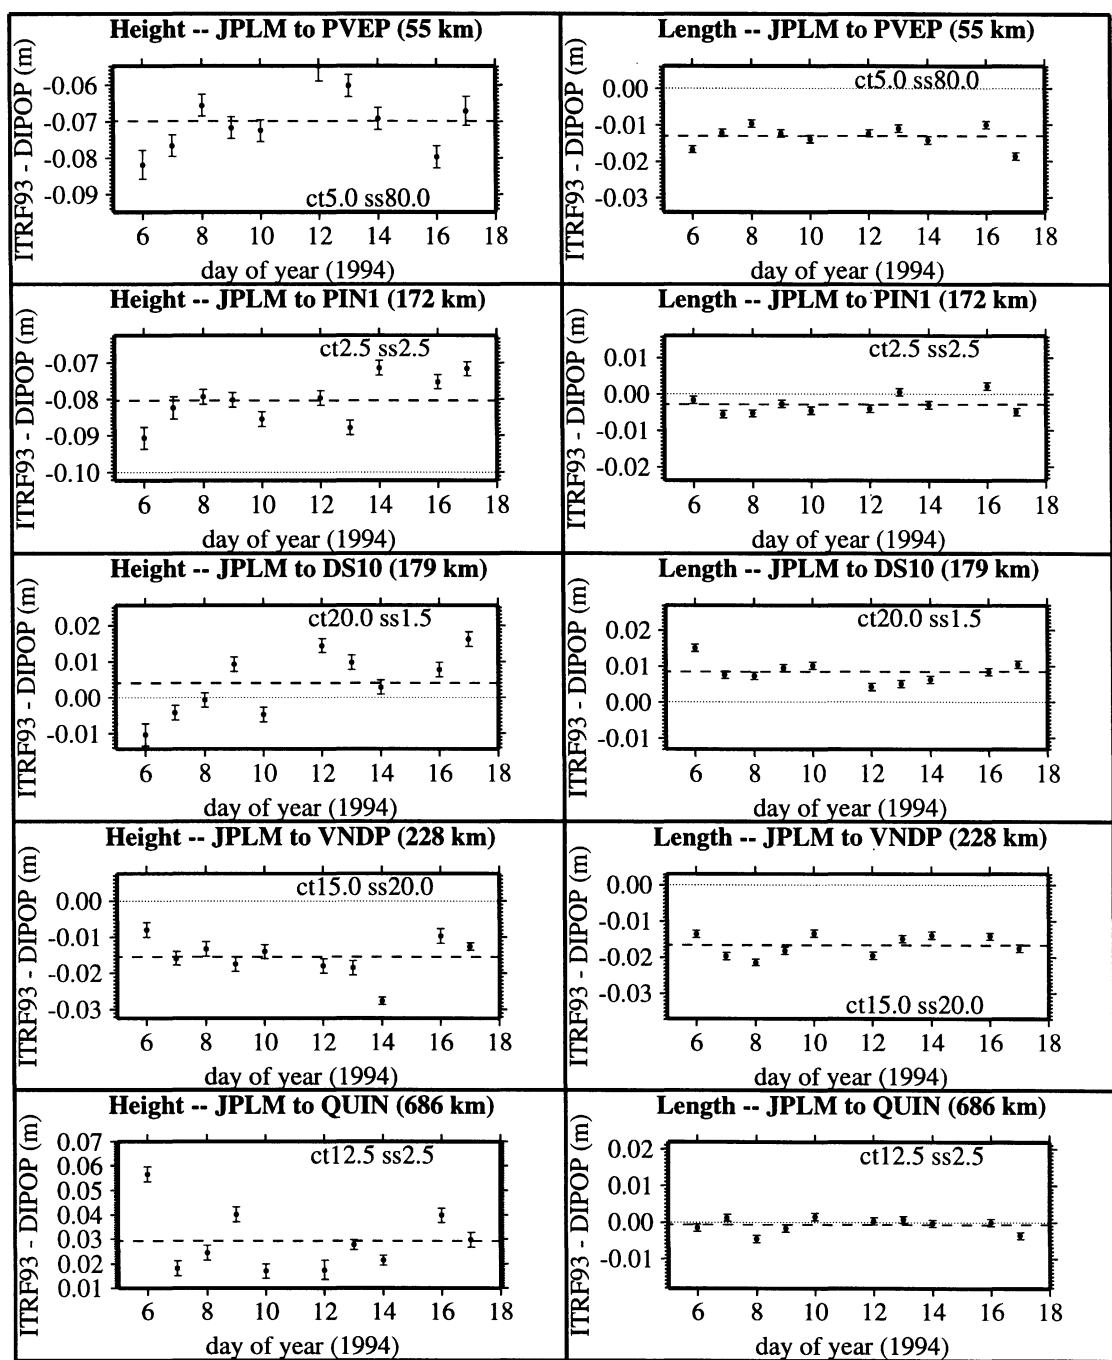 Height -- JPLM to PVEP (55 km)
ITRF93 - DIPOP (m)
-0.06
-0.07
-0.08
-0.09
ct5.0 ss80.0
6 8 10 12 14 16 18
day of year (1994)
Length -- JPLM to PVEP (55 km)
ITRF93 - DIPOP (m)
ct5.0 ss80.0
0.00
-0.01
-0.02
-0.03
6 8 10 12 14 16 18
day of year (1994)
Height -- JPLM to PIN1 (172 km)
ITRF93 - DIPOP (m)
ct2.5 ss2.5
-0.07
-0.08
-0.09
-0.10
6 8 10 12 14 16 18
day of year (1994)
Length -- JPLM to PIN1 (172 km)
ITRF93 - DIPOP (m)
ct2.5 ss2.5
0.01
0.00
-0.01
-0.02
6 8 10 12 14 16 18
day of year (1994)
Height -- JPLM to DS10 (179 km)
ITRF93 - DIPOP (m)
ct20.0 ss1.5
0.02
0.01
0.00
-0.01
6 8 10 12 14 16 18
day of year (1994)
Length -- JPLM to DS10 (179 km)
ITRF93 - DIPOP (m)
ct20.0 ss1.5
0.02
0.01
0.00
-0.01
6 8 10 12 14 16 18
day of year (1994)
Height -- JPLM to VNDP (228 km)
ITRF93 - DIPOP (m)
ct15.0 ss20.0
0.00
-0.01
-0.02
-0.03
6 8 10 12 14 16 18
day of year (1994)
Length -- JPLM to VNDP (228 km)
ITRF93 - DIPOP (m)
0.00
-0.01
-0.02
-0.03
ct15.0 ss20.0
6 8 10 12 14 16 18
day of year (1994)
Height -- JPLM to QUIN (686 km)
ITRF93 - DIPOP (m)
ct12.5 ss2.5
0.07
0.06
0.05
0.04
0.03
0.02
0.01
6 8 10 12 14 16 18
day of year (1994)
Length -- JPLM to QUIN (686 km)
ITRF93 - DIPOP (m)
ct12.5 ss2.5
0.02
0.01
0.00
-0.01
6 8 10 12 14 16 18
day of year (1994)